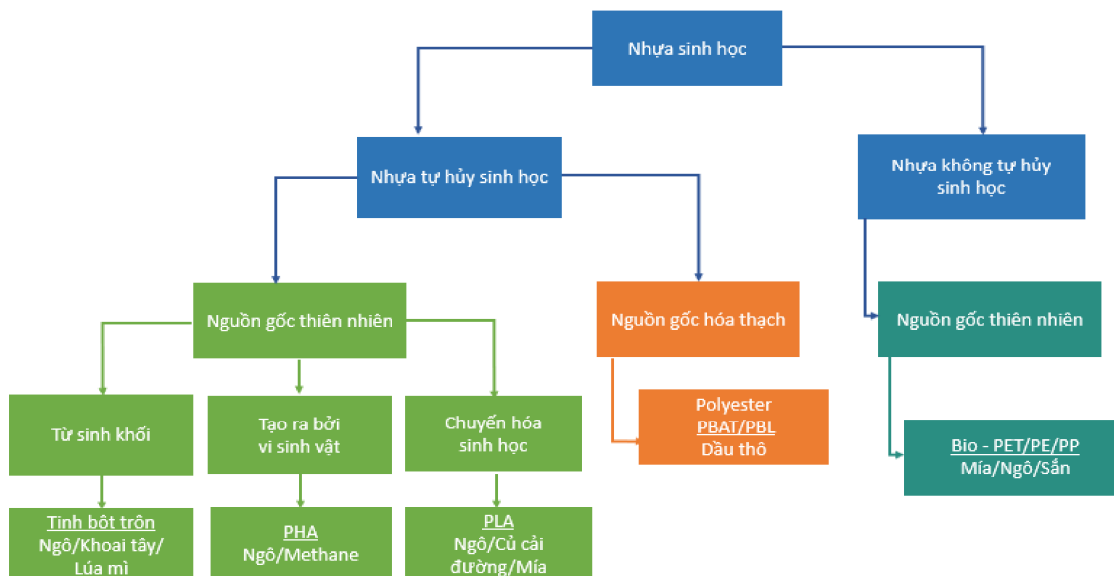 Nhựa sinh học
Nhựa tự hủy sinh học
Nhựa không tự hủy
sinh học
Nguồn gốc thiên nhiên
Nguồn gốc hóa thạch
Nguồn gốc thiên nhiên
Từ sinh khối
Tạo ra bởi
vi sinh vật
Chuyển hóa
sinh học
Polyester
PBAT/PBL
Dầu thô
Bio - PET/PE/PP
Mía/Ngô/Sắn
Tinh bột trôn
Ngô/Khoai tây/
Lúa mì
PHA
Ngô/Methane
PLA
Ngô/Củ cải
đường/Mía